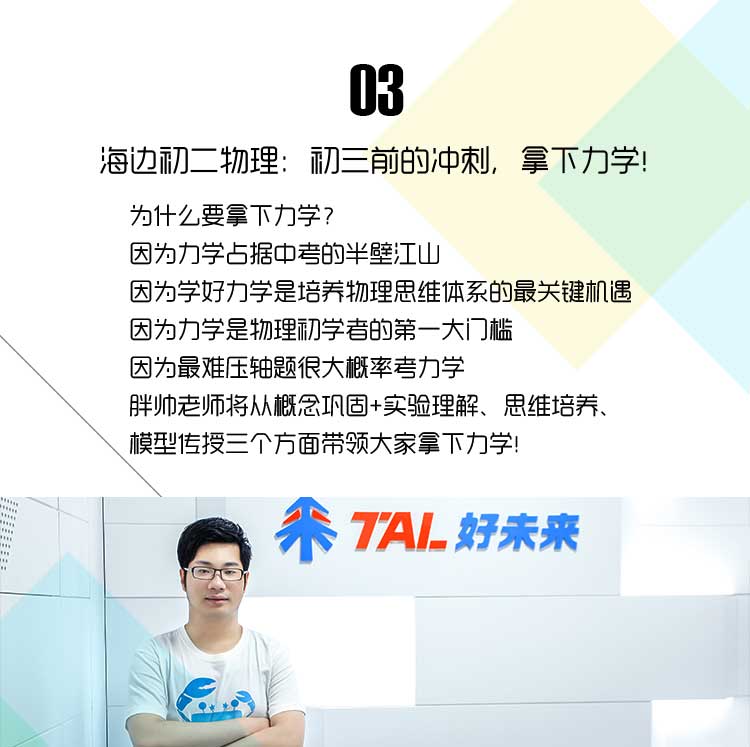 03
海边初二物理：初三前的冲刺，拿下力学！
为什么要拿下力学？
因为力学占据中考的半壁江山
因为学好力学是培养物理思维体系的最关键机遇
因为力学是物理初学者的第一大门槛
因为最难压轴题很大概率考力学
胖帅老师将从概念巩固+实验理解、思维培养、
模型传授三个方面带领大家拿下力学！
TAL 好未来